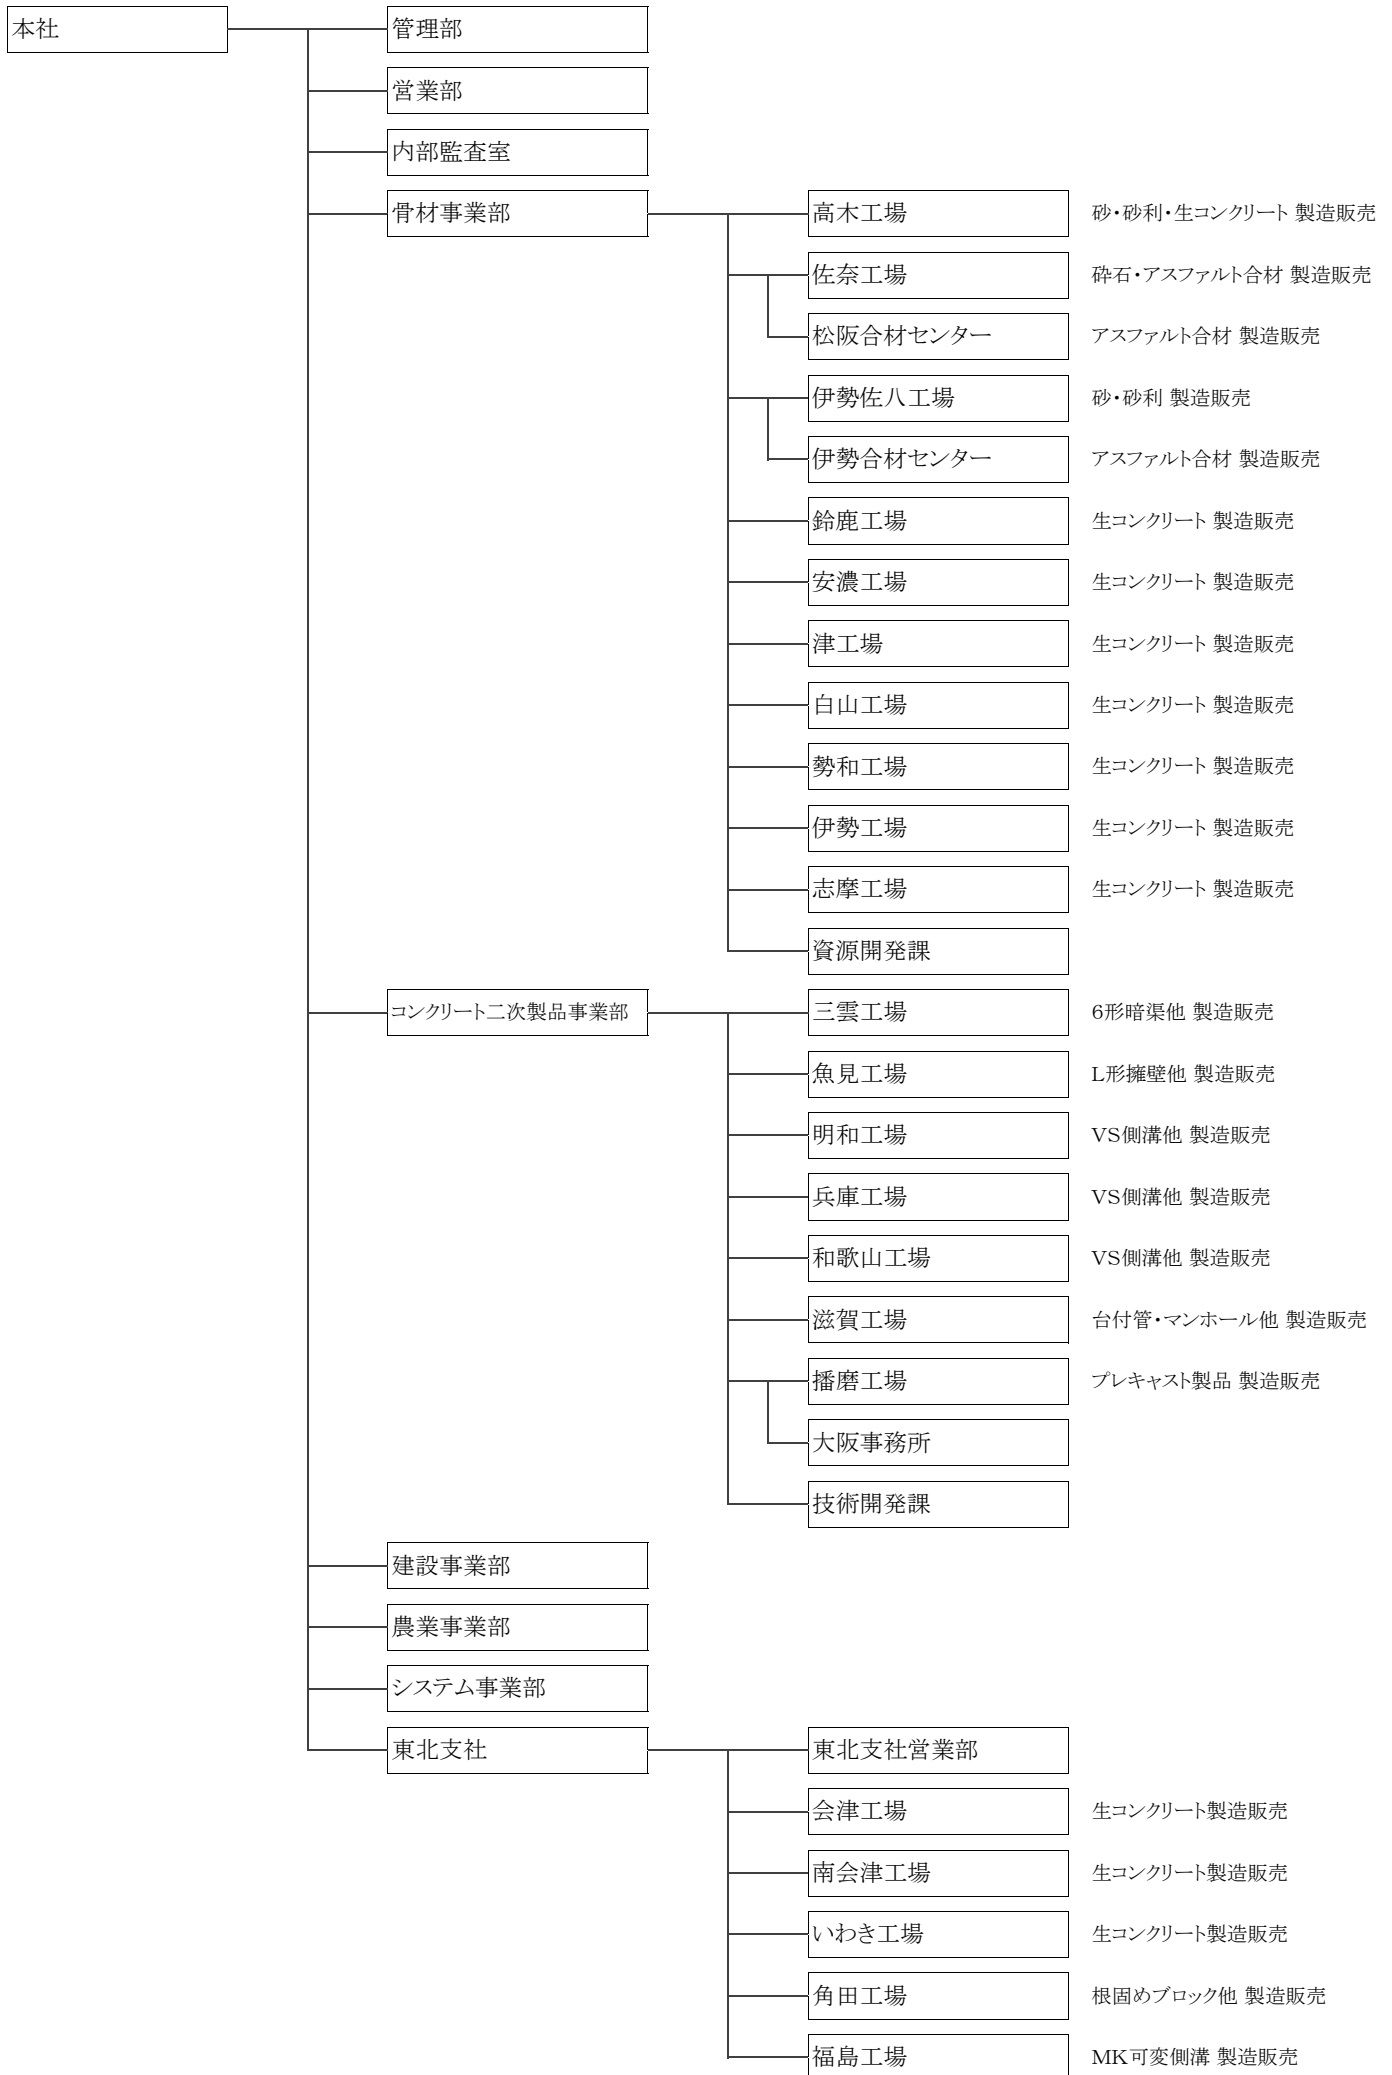 本社 管理部
営業部
内部監査室
骨材事業部 高木工場 砂・砂利・生コンクリート 製造販売
佐奈工場 砕石・アスファルト合材 製造販売
松阪合材センター アスファルト合材 製造販売
伊勢佐八工場 砂・砂利 製造販売
伊勢合材センター アスファルト合材 製造販売
鈴鹿工場 生コンクリート 製造販売
安濃工場 生コンクリート 製造販売
津工場 生コンクリート 製造販売
白山工場 生コンクリート 製造販売
勢和工場 生コンクリート 製造販売
伊勢工場 生コンクリート 製造販売
志摩工場 生コンクリート 製造販売
資源開発課
コンクリート二次製品事業部 三雲工場 6形暗渠他 製造販売
魚見工場 L形擁壁他 製造販売
明和工場 VS側溝他 製造販売
兵庫工場 VS側溝他 製造販売
和歌山工場 VS側溝他 製造販売
滋賀工場 台付管・マンホール他 製造販売
播磨工場 プレキャスト製品 製造販売
大阪事務所
技術開発課
建設事業部
農業事業部
システム事業部
東北支社 東北支社営業部
会津工場 生コンクリート製造販売
南会津工場 生コンクリート製造販売
いわき工場 生コンクリート製造販売
角田工場 根固めブロック他 製造販売
福島工場 MK可変側溝 製造販売